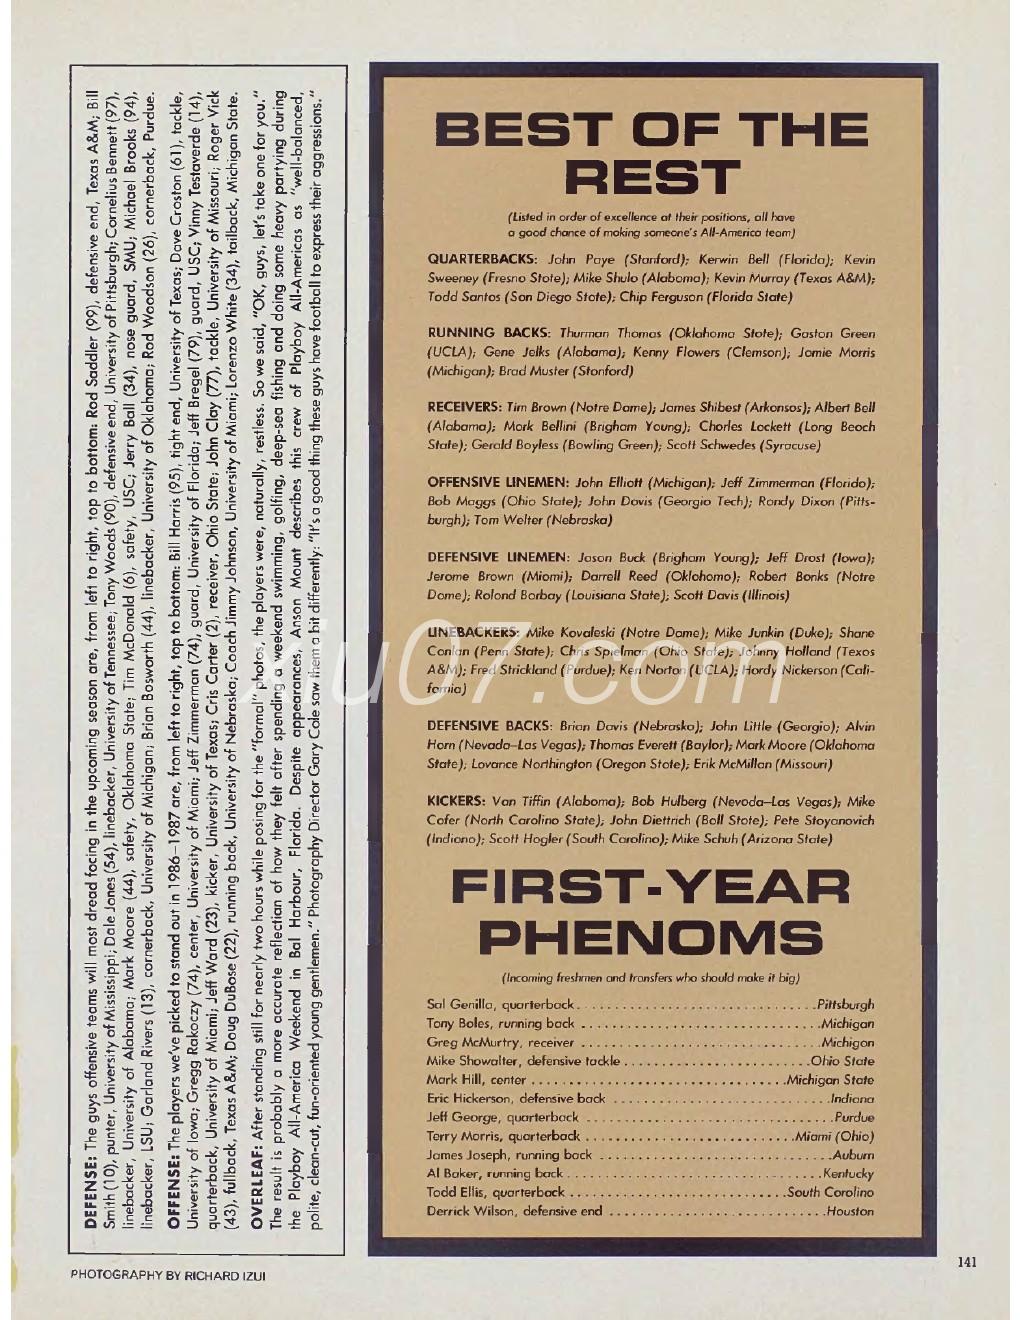 DEFENSE: The guys offensive teams will most dread facing in the upcoming season are, from left to right, top to bottom: Rod Saddler (99), defensive end, Texas A&M; Bill
Smith (10), punter, University of Mississippi; Dale Jones (54), linebacker, University of Tennessee; Tony Woods (90), defensive end, University of Pittsburgh; Cornelius Bennett (97),
linebacker, University of Alabama; Mark Moore (44), safety, Oklahoma State; Tim McDonald (6), safety, USC; Jerry Ball (34), nose guard, SMU; Michael Brooks (94),
linebacker, LSU; Garland Rivers (13), cornerback, University of Michigan; Brian Bosworth (44), linebacker, University of Oklahoma; Rod Woodson (26), cornerback, Purdue.
OFFENSE: The players we've picked to stand out in 1986–1987 are, from left to right, top to bottom: Bill Harris (95), tight end, University of Texas; Dave Croston (61), tackle,
University of Iowa; Gregg Rakoczy (74), center, University of Miami; Jeff Zimmerman (74), guard, University of Florida; Jeff Bregel (79), guard, USC; Vinny Testaverde (14),
quarterback, University of Miami; Jeff Ward (23), kicker, University of Texas; Cris Carter (2), receiver, Ohio State; John Clay (77), tackle, University of Missouri; Roger Vick
(43), fullback, Texas A&M; Doug DuBose (22), running back, University of Nebraska; Coach Jimmy Johnson, University of Miami; Lorenzo White (34), tailback, Michigan State.
OVERLEAF: After standing still for nearly two hours while posing for the "formal" photos, the players were, naturally, restless. So we said, "OK, guys, let's take one for you."
The result is probably a more accurate reflection of how they felt after spending a weekend swimming, golfing, deep-sea fishing and doing some heavy partying during
the Playboy All-America Weekend in Bal Harbour, Florida. Despite appearances, Anson Mount describes this crew of Playboy All-Americas as "well-balanced,
polite, clean-cut, fun-oriented young gentlemen." Photography Director Gary Cole saw them a bit differently: "It's a good thing these guys have football to express their aggressions."
PHOTOGRAPHY BY RICHARD IZUI
BEST OF THE
REST
(Listed in order of excellence at their positions, all have
a good chance of making someone's All-America team)
QUARTERBACKS: John Paye (Stanford); Kerwin Bell (Florida); Kevin
Sweeney (Fresno State); Mike Shula (Alabama); Kevin Murray (Texas A&M);
Todd Santos (San Diego State); Chip Ferguson (Florida State)
RUNNING BACKS: Thurman Thomas (Oklahoma State); Gaston Green
(UCLA); Gene Jelks (Alabama); Kenny Flowers (Clemson); Jamie Morris
(Michigan); Brad Muster (Stanford)
RECEIVERS: Tim Brown (Notre Dame); James Shibest (Arkansas); Albert Bell
(Alabama); Mark Bellini (Brigham Young); Charles Lockett (Long Beach
State); Gerald Bayless (Bowling Green); Scott Schwedes (Syracuse)
OFFENSIVE LINEMEN: John Elliott (Michigan); Jeff Zimmerman (Florida);
Bob Maggs (Ohio State); John Davis (Georgia Tech); Randy Dixon (Pitts-
burgh); Tom Welter (Nebraska)
DEFENSIVE LINEMEN: Jason Buck (Brigham Young); Jeff Drost (Iowa);
Jerome Brown (Miami); Darrell Reed (Oklahoma); Robert Banks (Notre
Dame); Roland Barbay (Louisiana State); Scott Davis (Illinois)
LINEBACKERS: Mike Kovaleski (Notre Dame); Mike Junkin (Duke); Shane
Conlan (Penn State); Chris Spielman (Ohio State); Johnny Holland (Texas
A&M); Fred Strickland (Purdue); Ken Norton (UCLA); Hardy Nickerson (Cali-
fornia)
DEFENSIVE BACKS: Brian Davis (Nebraska); John Little (Georgia); Alvin
Horn (Nevada–Las Vegas); Thomas Everett (Baylor); Mark Moore (Oklahoma
State); Lavance Northington (Oregon State); Erik McMillan (Missouri)
KICKERS: Van Tiffin (Alabama); Bob Hulberg (Nevada–Las Vegas); Mike
Cofer (North Carolina State); John Diettrich (Ball State); Pete Stoyanovich
(Indiana); Scott Hagler (South Carolina); Mike Schuh (Arizona State)
FIRST-YEAR
PHENOMS
(Incoming freshmen and transfers who should make it big)
Sal Genilla, quarterback . . . . . Pittsburgh
Tony Boles, running back . . . . . Michigan
Greg McMurtry, receiver . . . . . Michigan
Mike Showalter, defensive tackle . . . . . Ohio State
Mark Hill, center . . . . . Michigan State
Eric Hickerson, defensive back . . . . . Indiana
Jeff George, quarterback . . . . . Purdue
Terry Morris, quarterback . . . . . Miami (Ohio)
James Joseph, running back . . . . . Auburn
Al Baker, running back . . . . . Kentucky
Todd Ellis, quarterback . . . . . South Carolina
Derrick Wilson, defensive end . . . . . Houston
141
xiu07.com